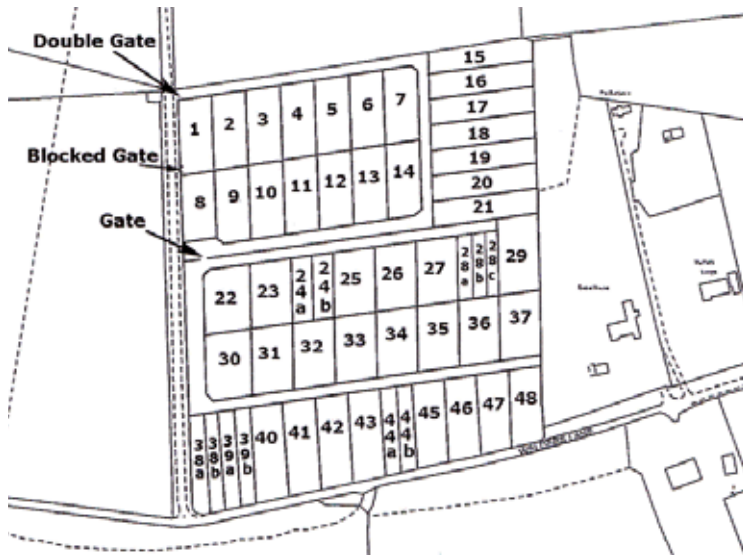 Double Gate
15
16
1 2 3 4 5 6 7
17
18
Blocked Gate
19
8 9 10 11 12 13 14
20
21
Gate
22 23 24a 24b 25 26 27 28a 28b 28c 29
30 31 32 33 34 35 36 37
38a 38b 39a 39b 40 41 42 43 44a 44b 45 46 47 48